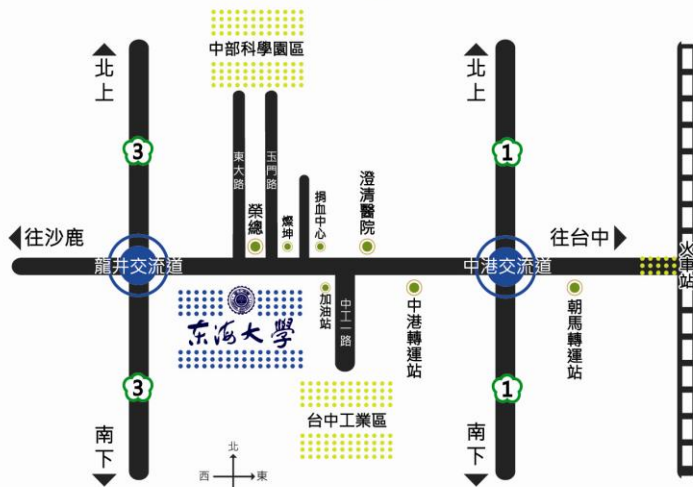 中部科學園區
北上
北上
3
1
東大路
玉門路
榮總
燦坤
捐血中心
澄清醫院
往沙鹿
往台中
火車站
龍井交流道
中港交流道
东海大學
加油站
中工一路
中港轉運站
朝馬轉運站
3
1
台中工業區
南下
南下
北
西
東